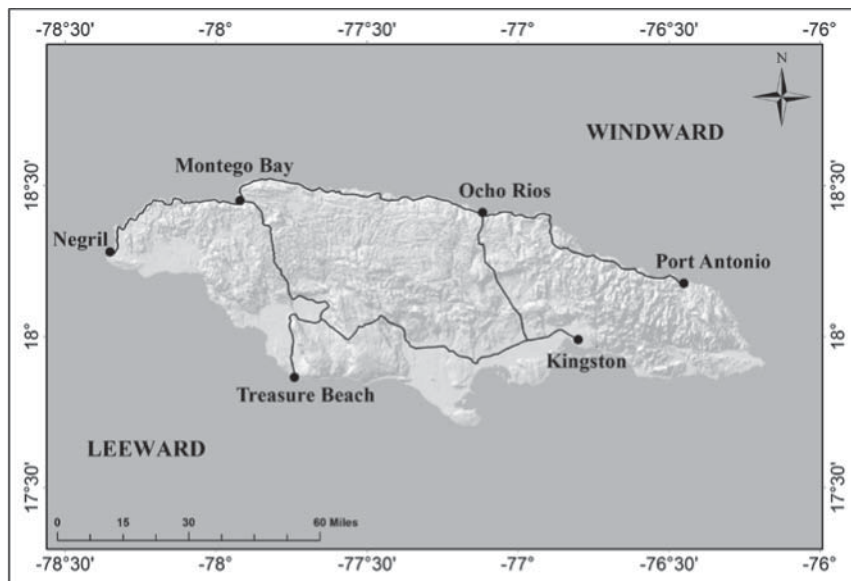 -78°30'
-78°
-77°30'
-77°
-76°30'
-76°
N
WINDWARD
Montego Bay
18°30'
Ocho Rios
18°30'
Negril
Port Antonio
18°
18°
Kingston
Treasure Beach
LEEWARD
17°30'
17°30'
0 15 30 60 Miles
-78°30'
-78°
-77°30'
-77°
-76°30'
-76°